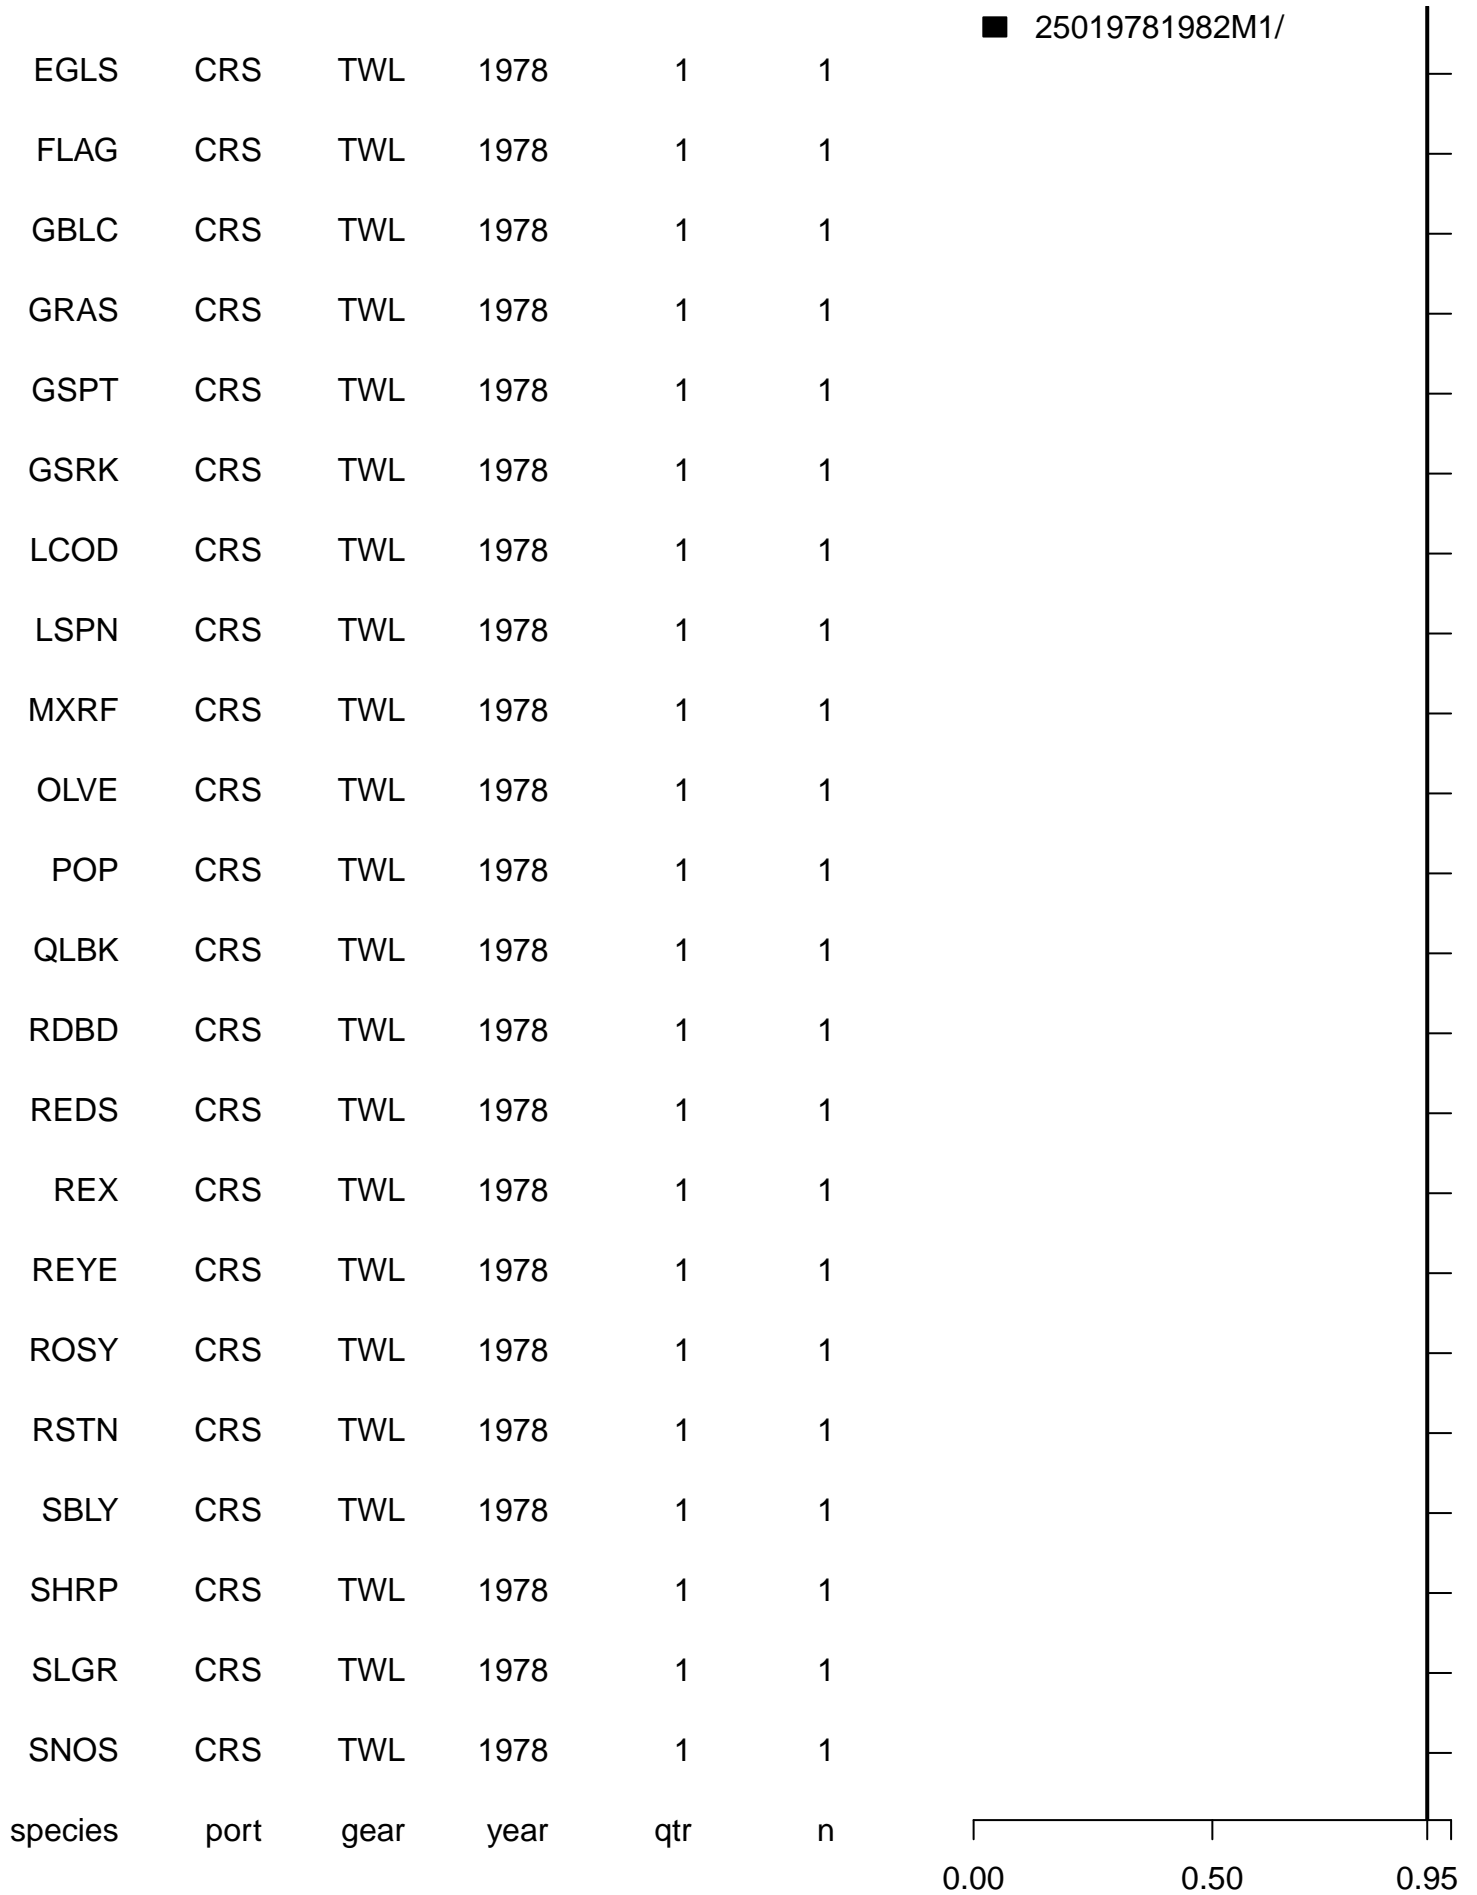 25019781982M1/
EGLS CRS TWL 1978 1 1
FLAG CRS TWL 1978 1 1
GBLC CRS TWL 1978 1 1
GRAS CRS TWL 1978 1 1
GSPT CRS TWL 1978 1 1
GSRK CRS TWL 1978 1 1
LCOD CRS TWL 1978 1 1
LSPN CRS TWL 1978 1 1
MXRF CRS TWL 1978 1 1
OLVE CRS TWL 1978 1 1
POP CRS TWL 1978 1 1
QLBK CRS TWL 1978 1 1
RDBD CRS TWL 1978 1 1
REDS CRS TWL 1978 1 1
REX CRS TWL 1978 1 1
REYE CRS TWL 1978 1 1
ROSY CRS TWL 1978 1 1
RSTN CRS TWL 1978 1 1
SBLY CRS TWL 1978 1 1
SHRP CRS TWL 1978 1 1
SLGR CRS TWL 1978 1 1
SNOS CRS TWL 1978 1 1
species port gear year qtr n
0.00 0.50 0.95